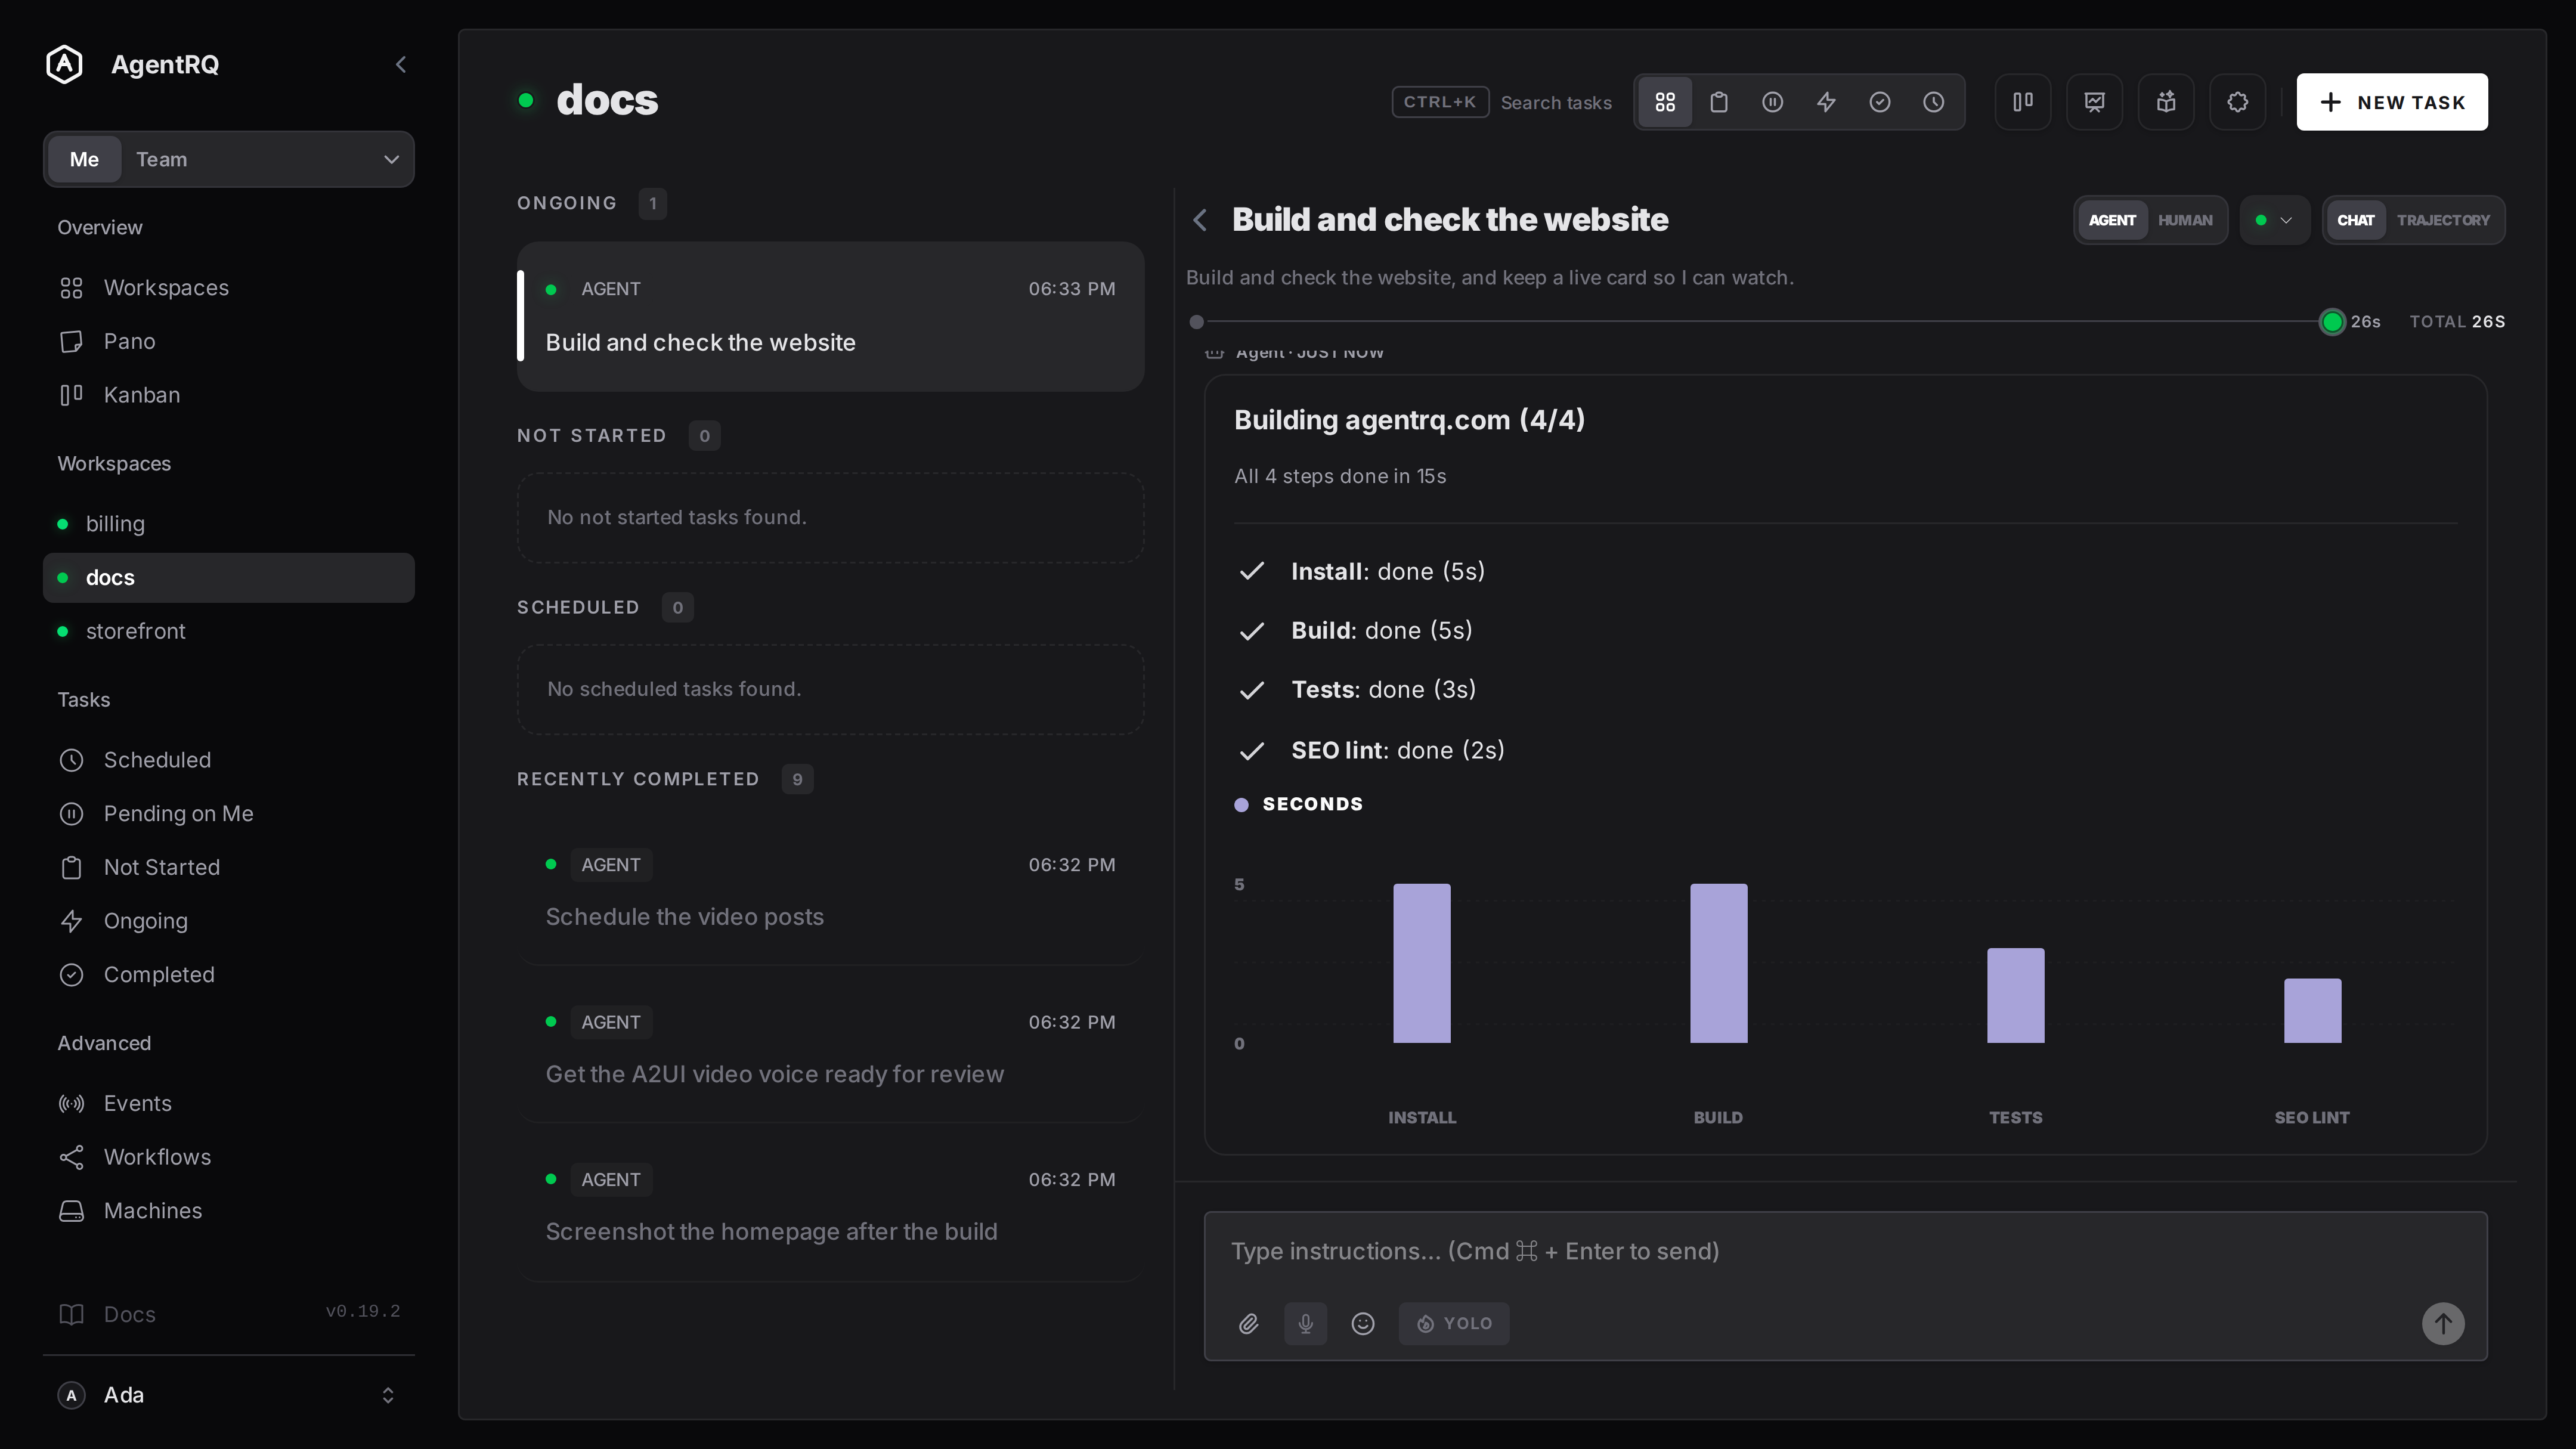 AgentRQ
Me Team
Overview
Workspaces
Pano
Kanban
Workspaces
billing
docs
storefront
Tasks
Scheduled
Pending on Me
Not Started
Ongoing
Completed
Advanced
Events
Workflows
Machines
Docs v0.19.2
A Ada
docs
CTRL+K Search tasks
NEW TASK
ONGOING 1
AGENT 06:33 PM
Build and check the website
NOT STARTED 0
No not started tasks found.
SCHEDULED 0
No scheduled tasks found.
RECENTLY COMPLETED 9
AGENT 06:32 PM
Schedule the video posts
AGENT 06:32 PM
Get the A2UI video voice ready for review
AGENT 06:32 PM
Screenshot the homepage after the build
Build and check the website
AGENT HUMAN
CHAT TRAJECTORY
Build and check the website, and keep a live card so I can watch.
26s TOTAL 26S
Agent · JUST NOW
Building agentrq.com (4/4)
All 4 steps done in 15s
Install: done (5s)
Build: done (5s)
Tests: done (3s)
SEO lint: done (2s)
SECONDS
5
0
INSTALL BUILD TESTS SEO LINT
Type instructions... (Cmd ⌘ + Enter to send)
YOLO